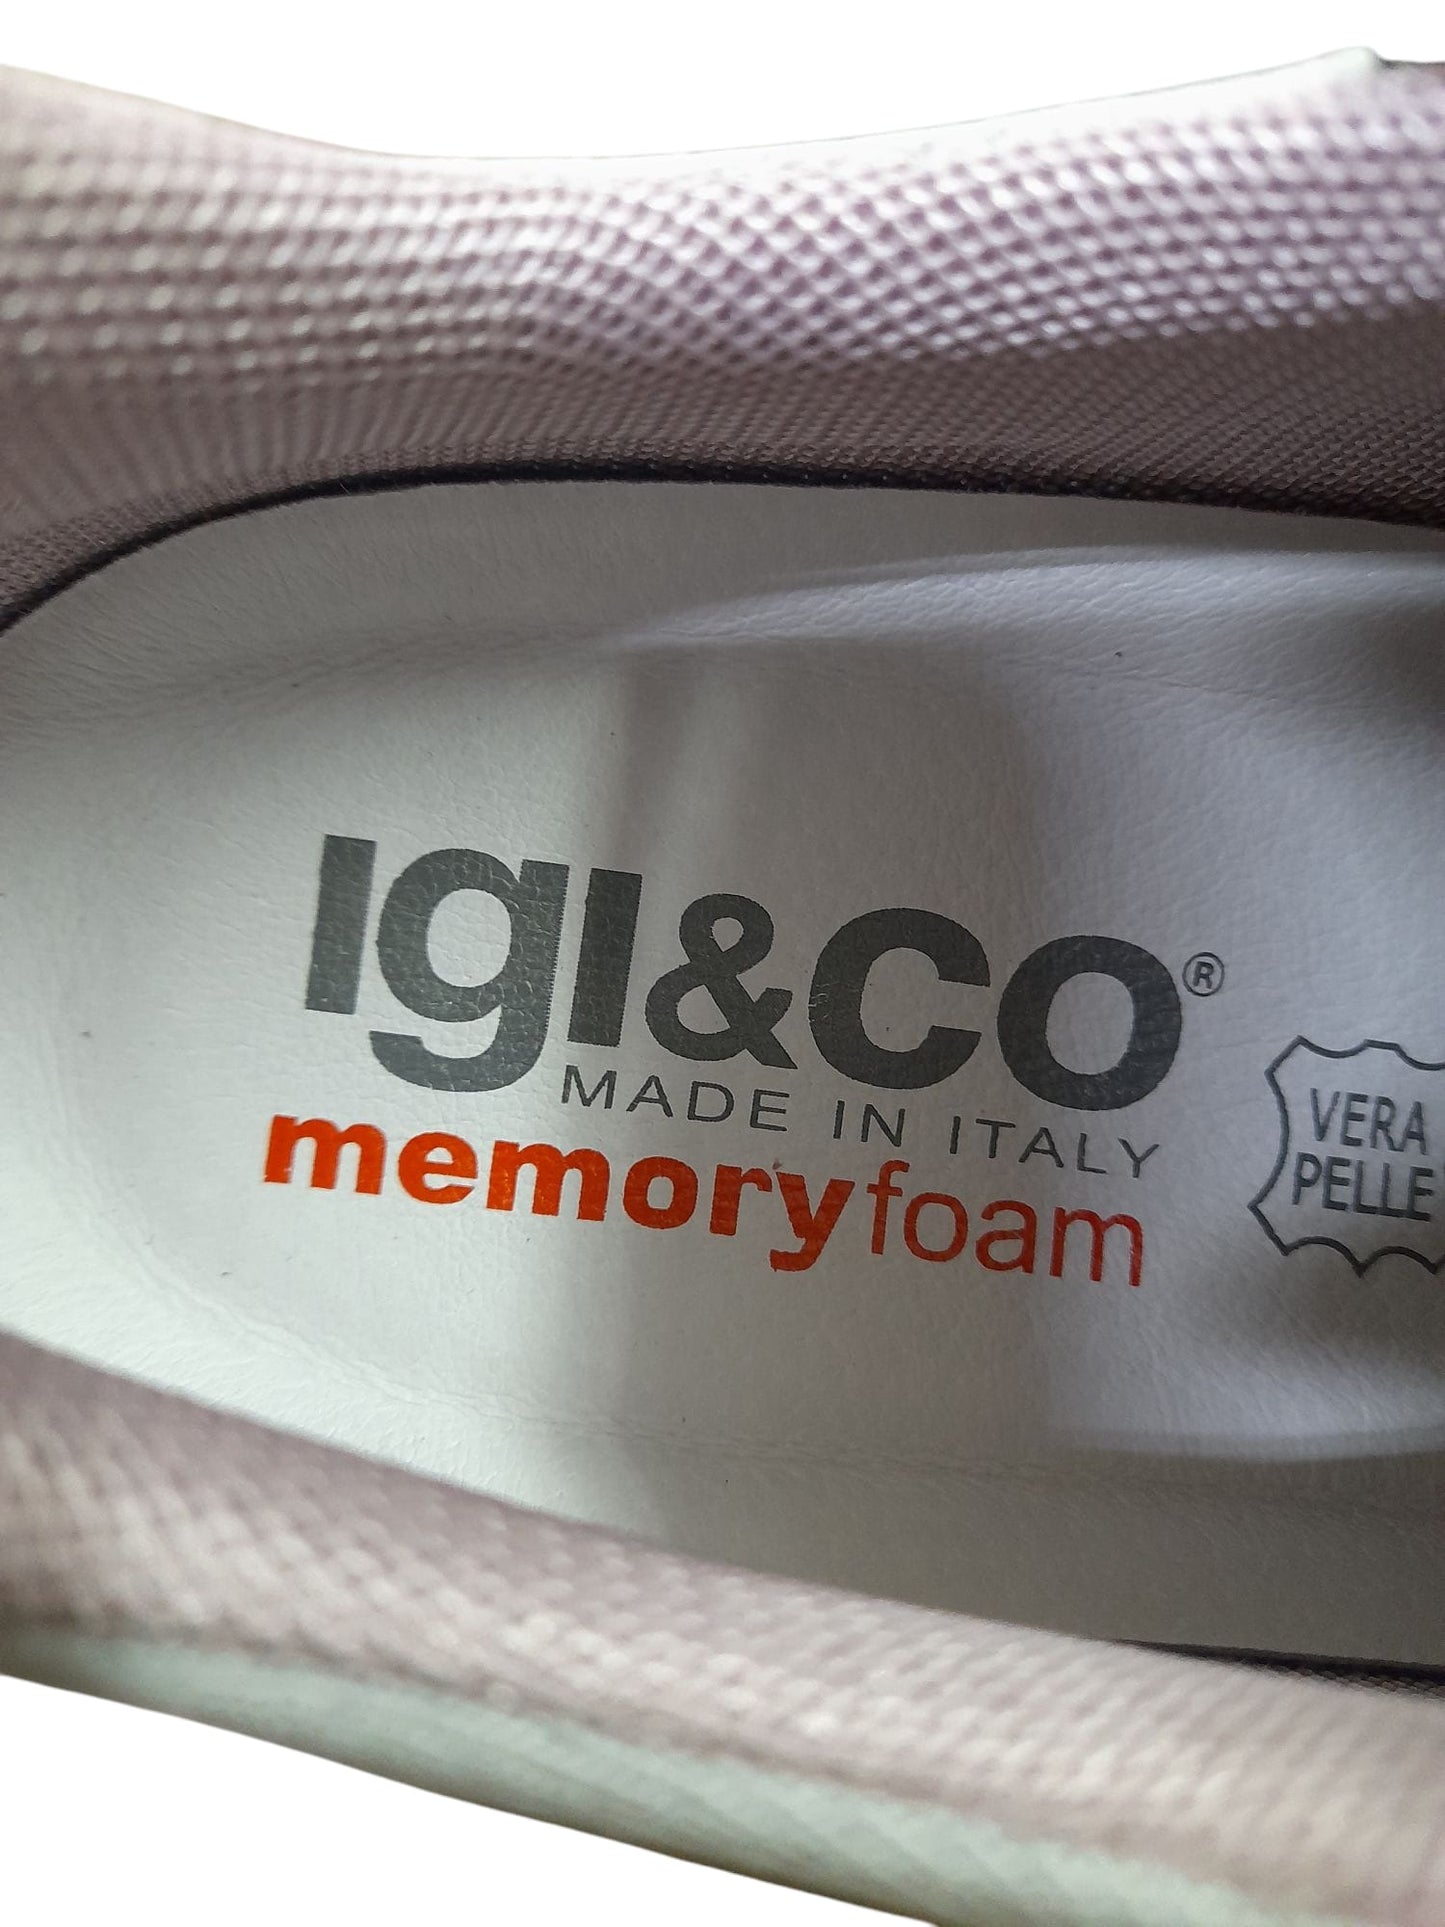 IgI&CO®
MADE IN ITALY
memoryfoam
VERA
PELLE